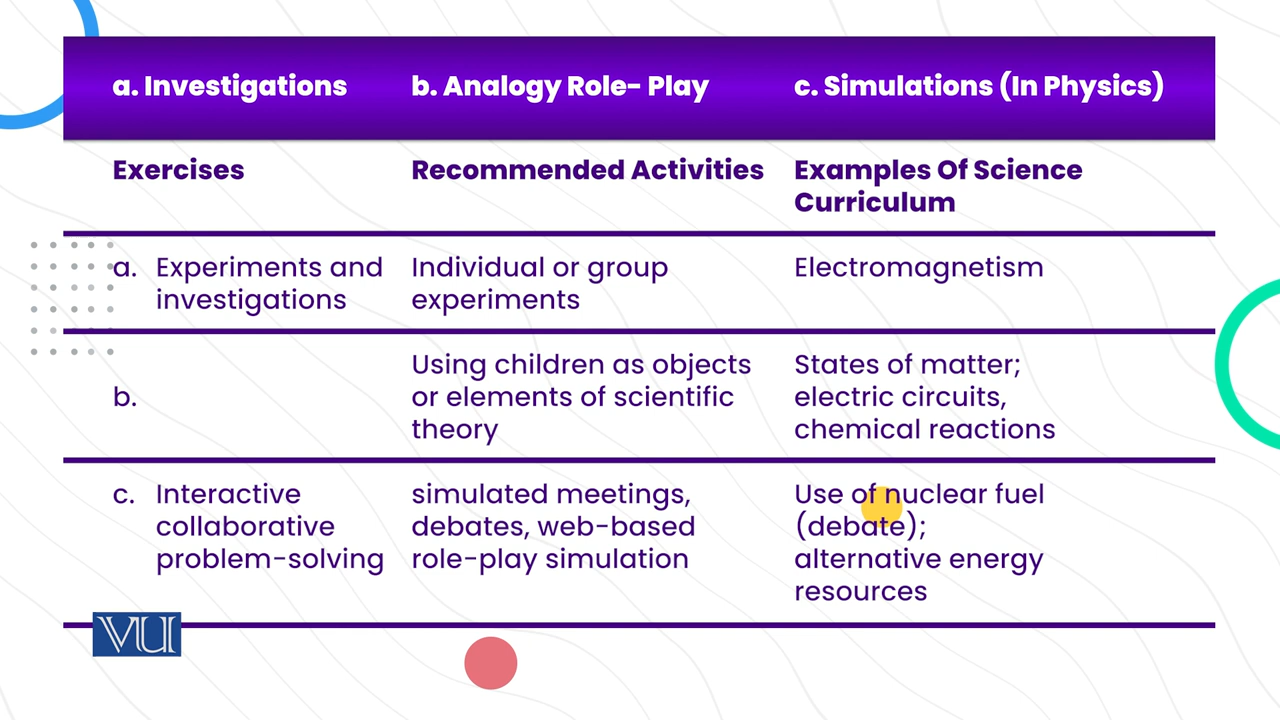 a. Investigations
b. Analogy Role- Play
c. Simulations (In Physics)
Exercises
Recommended Activities
Examples Of Science
Curriculum
a. Experiments and
investigations
Individual or group
experiments
Electromagnetism
b.
Using children as objects
or elements of scientific
theory
States of matter;
electric circuits,
chemical reactions
c. Interactive
collaborative
problem-solving
simulated meetings,
debates, web-based
role-play simulation
Use of nuclear fuel
(debate);
alternative energy
resources
VU